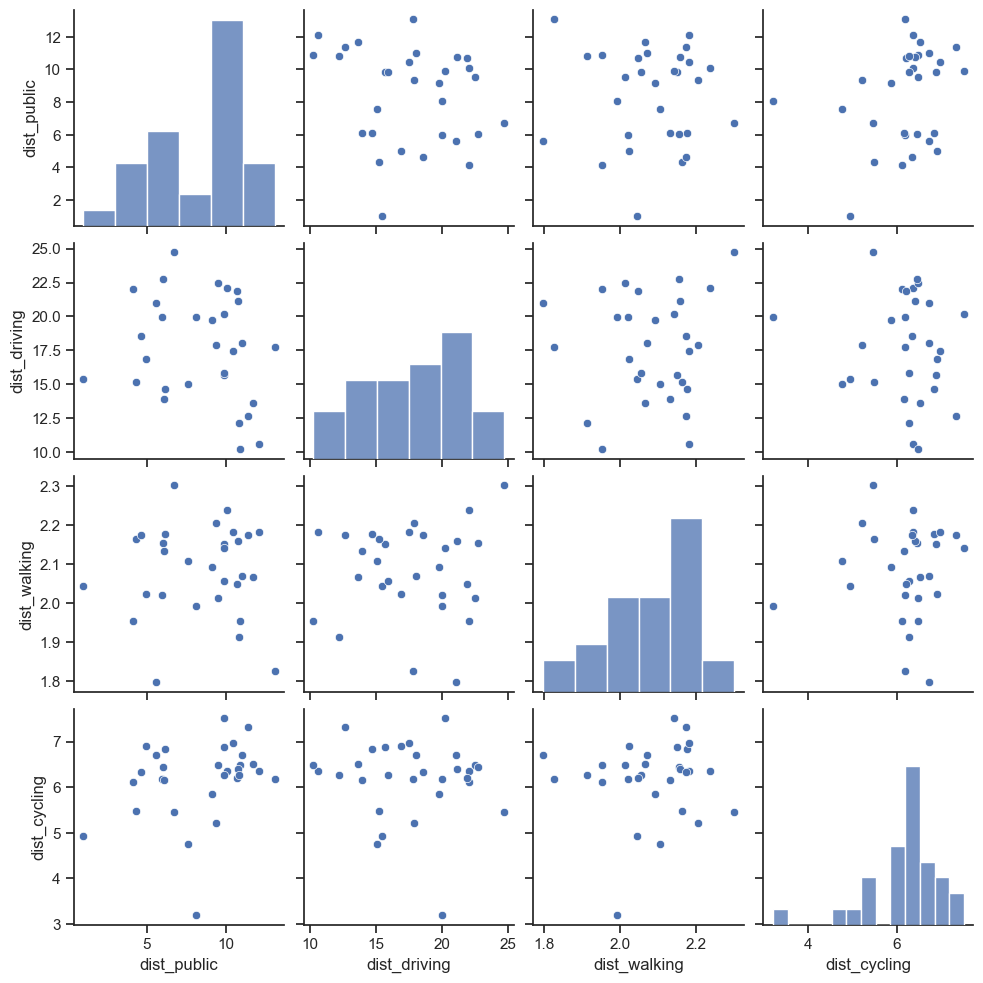 12
10
8
6
4
2
dist_public
25.0
22.5
20.0
17.5
15.0
12.5
10.0
dist_driving
2.3
2.2
2.1
2.0
1.9
1.8
dist_walking
7
6
5
4
3
dist_cycling
5 10
dist_public
10 15 20 25
dist_driving
1.8 2.0 2.2
dist_walking
4 6
dist_cycling